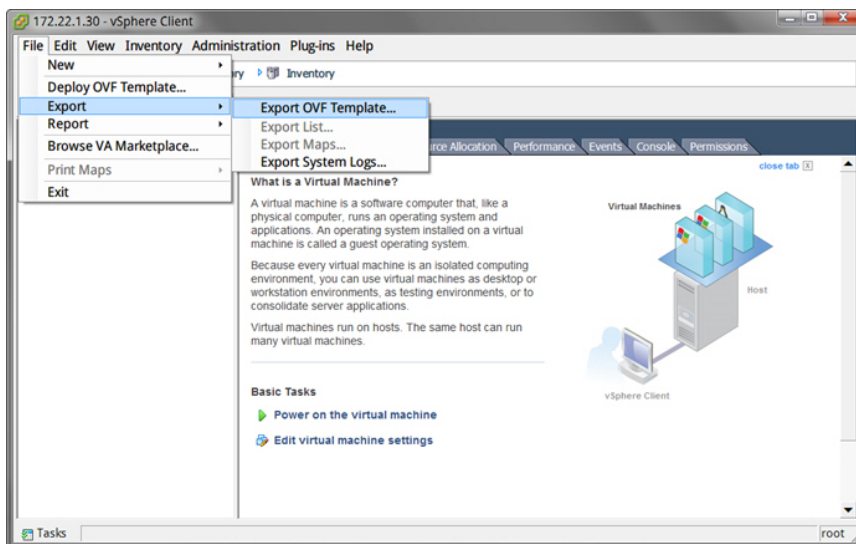 172.22.1.30 - vSphere Client
File Edit View Inventory Administration Plug-ins Help
New
Inventory
Deploy OVF Template...
Export
Export OVF Template...
Report
Export List...
Browse VA Marketplace...
Export Maps...
Allocation Performance Events Console Permissions
Print Maps
Export System Logs...
close tab
Exit
What is a Virtual Machine?
A virtual machine is a software computer that, like a
physical computer, runs an operating system and
applications. An operating system installed on a virtual
machine is called a guest operating system.
Because every virtual machine is an isolated computing
environment, you can use virtual machines as desktop or
workstation environments, as testing environments, or to
consolidate server applications.
Virtual machines run on hosts. The same host can run
many virtual machines.
Virtual Machines
Host
vSphere Client
Basic Tasks
Power on the virtual machine
Edit virtual machine settings
Tasks
root